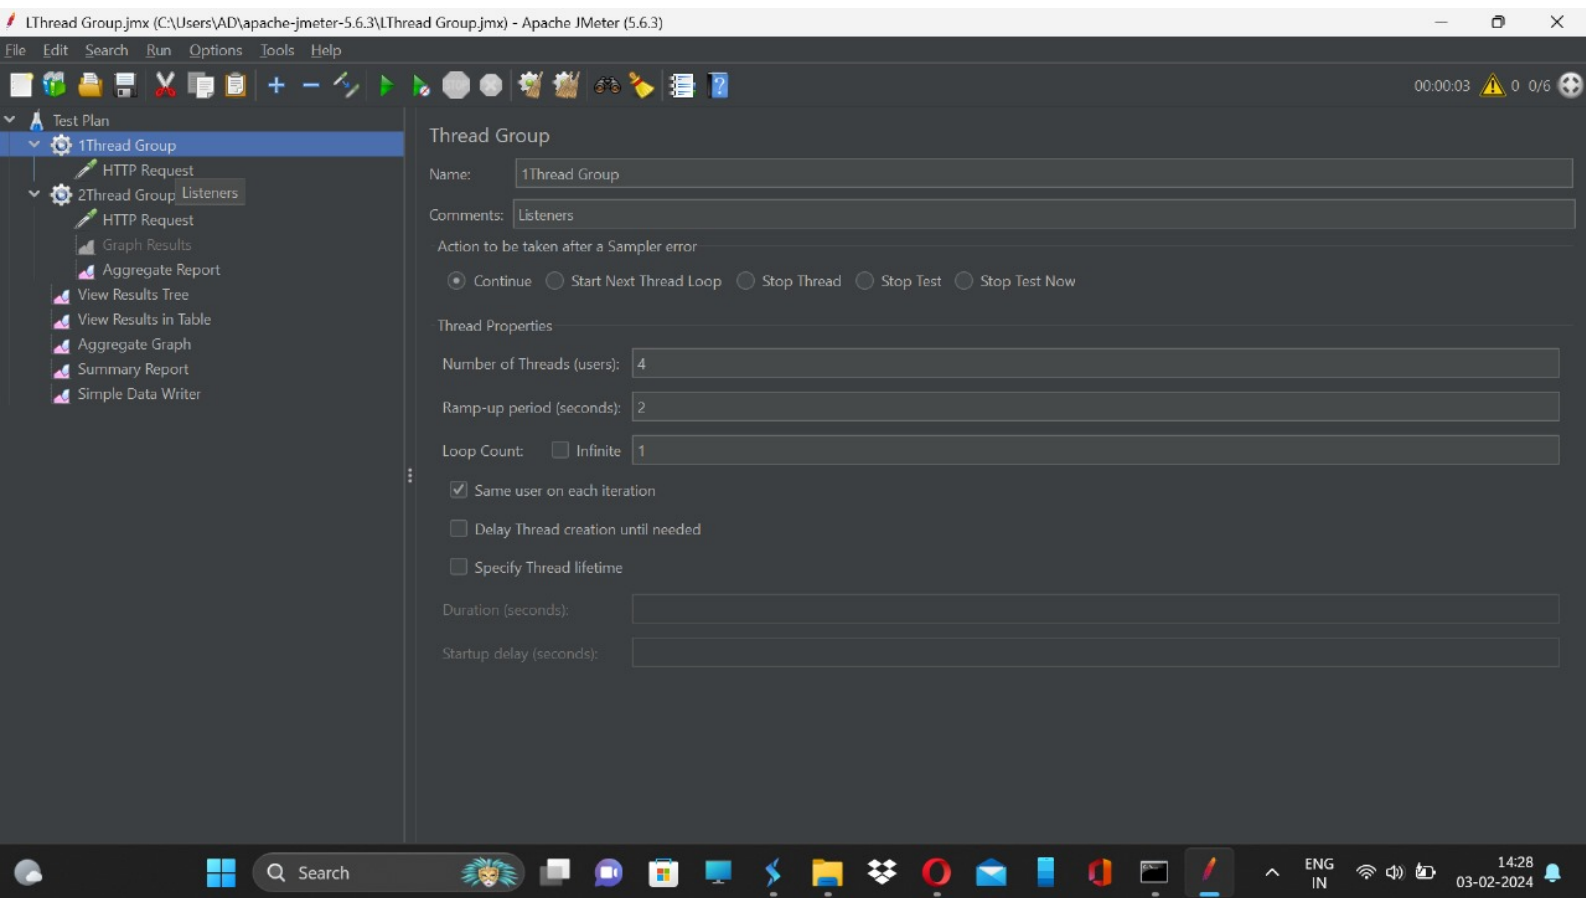 LThread Group.jmx (C:\Users\AD\apache-jmeter-5.6.3\LThread Group.jmx) - Apache JMeter (5.6.3)
File Edit Search Run Options Tools Help
STOP
00:00:03 0 0/6
Test Plan
1Thread Group
HTTP Request
2Thread Group
Listeners
HTTP Request
Graph Results
Aggregate Report
View Results Tree
View Results in Table
Aggregate Graph
Summary Report
Simple Data Writer
Thread Group
Name: 1Thread Group
Comments: Listeners
Action to be taken after a Sampler error
Continue Start Next Thread Loop Stop Thread Stop Test Stop Test Now
Thread Properties
Number of Threads (users): 4
Ramp-up period (seconds): 2
Loop Count: Infinite 1
Same user on each iteration
Delay Thread creation until needed
Specify Thread lifetime
Duration (seconds):
Startup delay (seconds):
Search
ENG
IN
14:28
03-02-2024